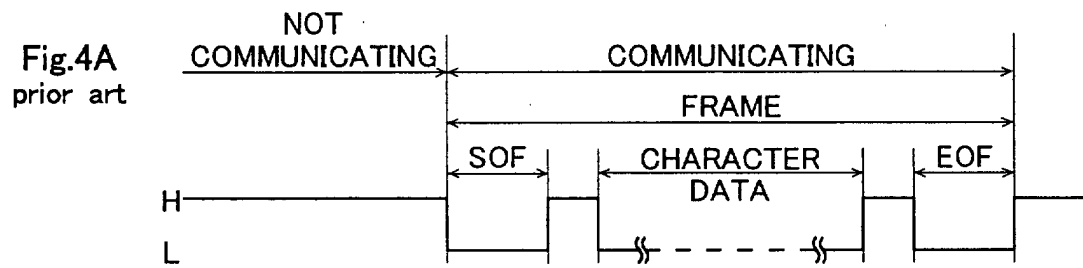 Fig.4A
prior art
NOT
COMMUNICATING
COMMUNICATING
FRAME
SOF
CHARACTER
DATA
EOF
H
L